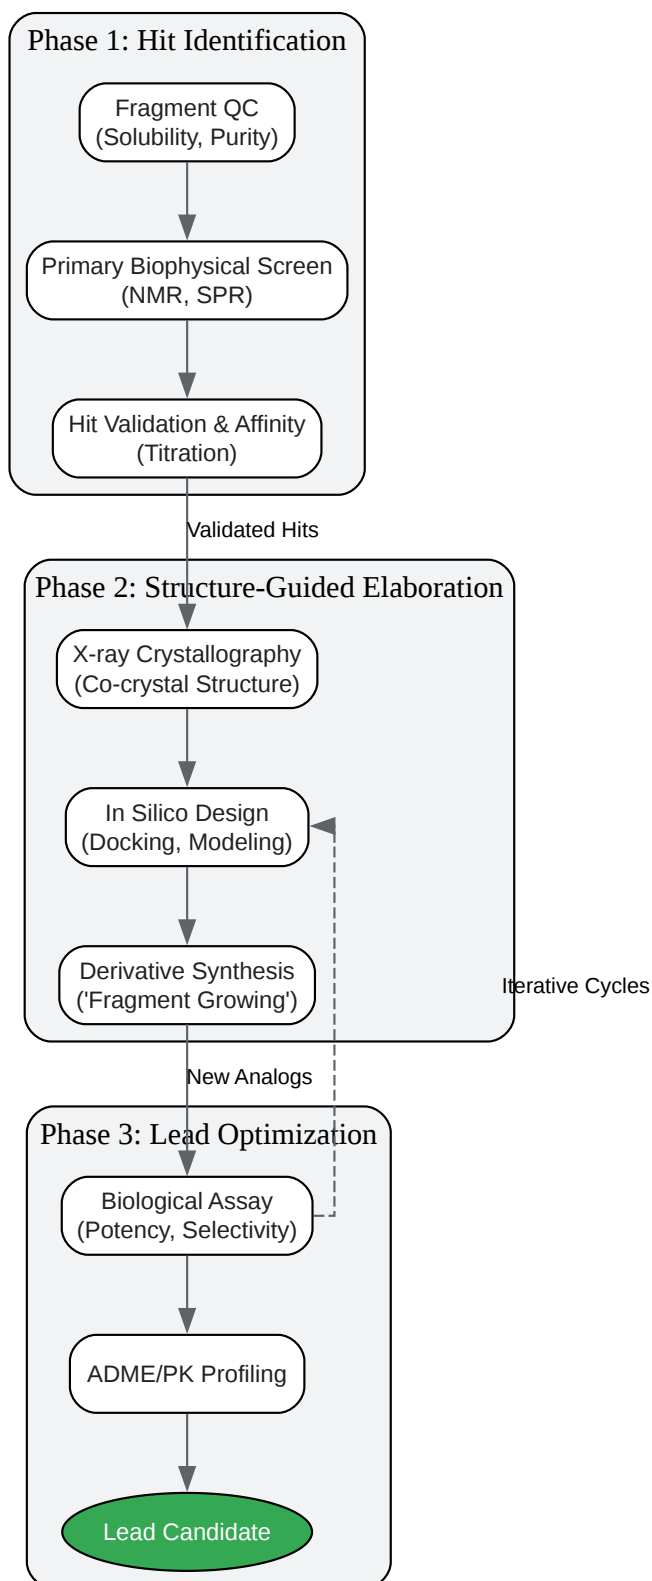 Phase 1: Hit Identification
Fragment QC
(Solubility, Purity)
Primary Biophysical Screen
(NMR, SPR)
Hit Validation & Affinity
(Titration)
Validated Hits
Phase 2: Structure-Guided Elaboration
X-ray Crystallography
(Co-crystal Structure)
In Silico Design
(Docking, Modeling)
Derivative Synthesis
('Fragment Growing')
Iterative Cycles
New Analogs
Phase 3: Lead Optimization
Biological Assay
(Potency, Selectivity)
ADME/PK Profiling
Lead Candidate